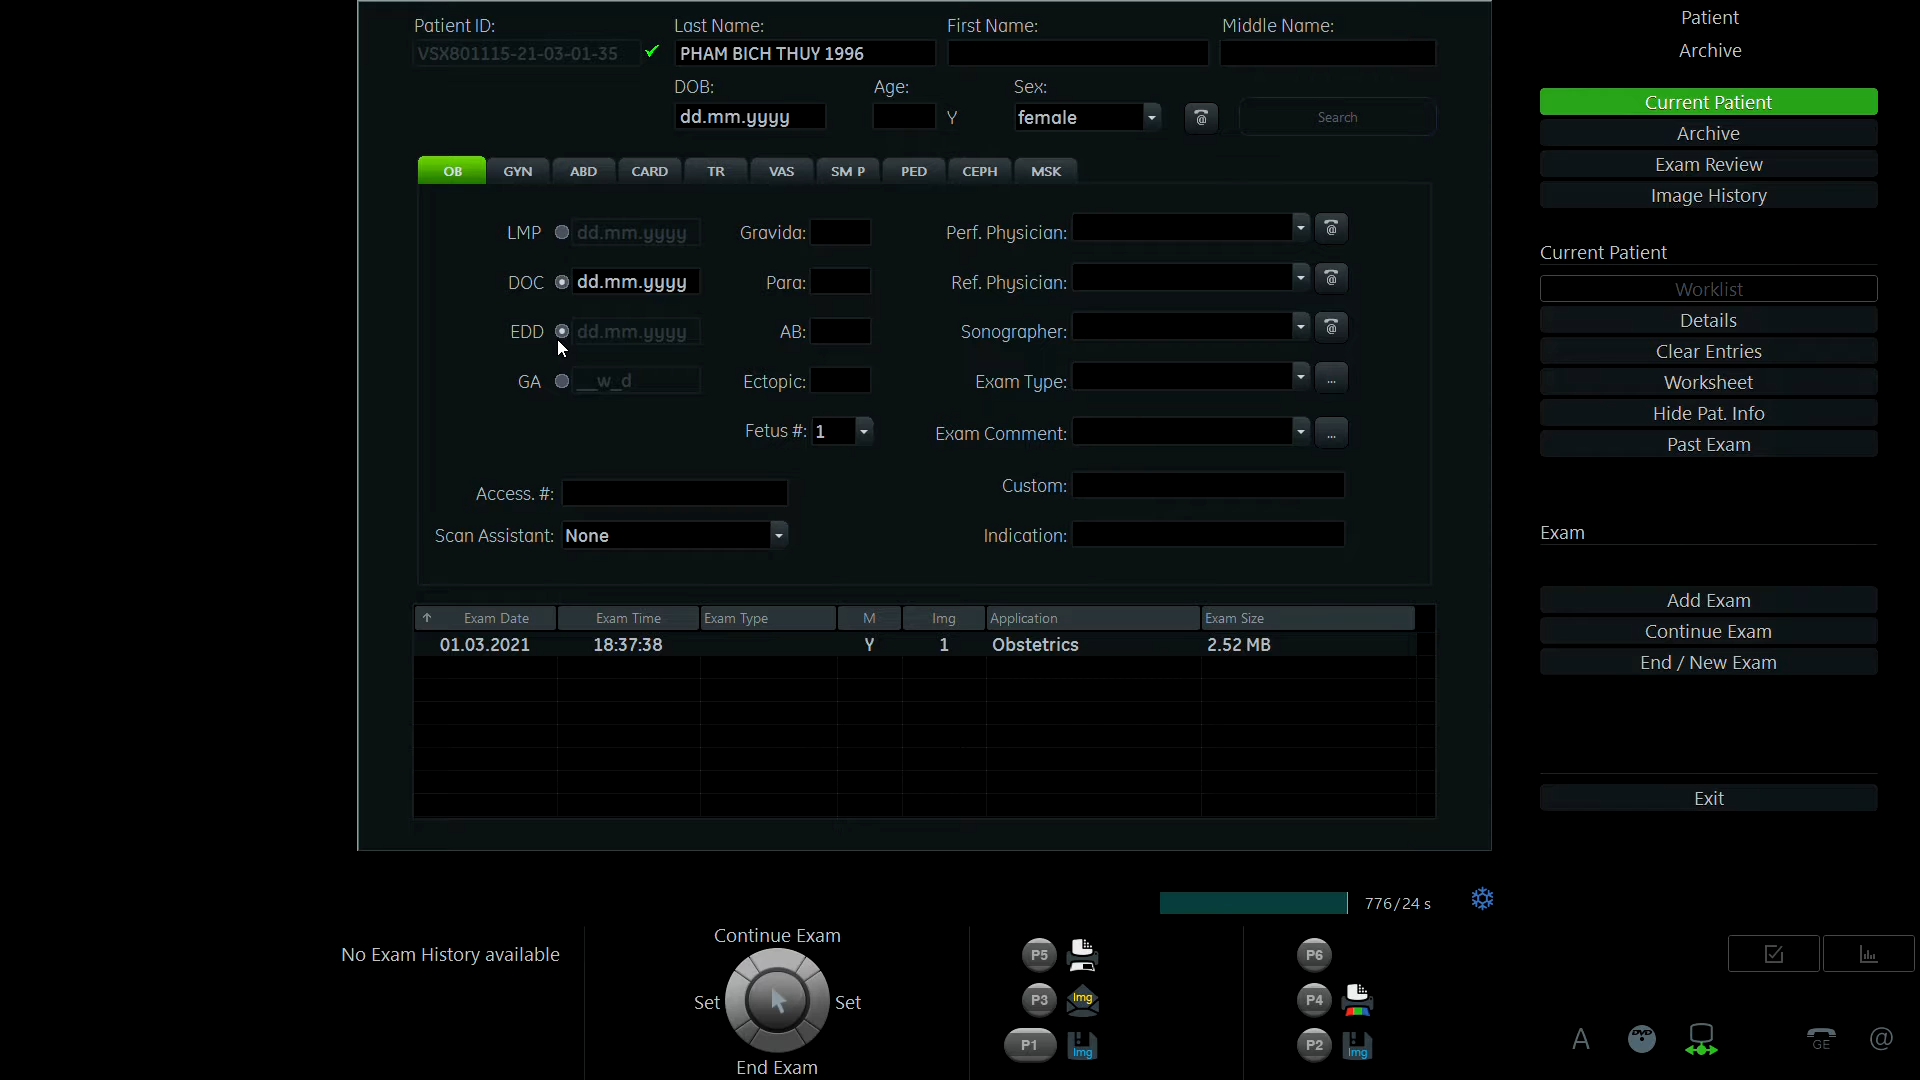 Patient ID: Last Name: First Name: Middle Name:
VSX801115-21-03-01-35 PHAM BICH THUY 1996
DOB: Age: Sex:
dd.mm.yyyy Y female @ Search
OB GYN ABD CARD TR VAS SM P PED CEPH MSK
LMP dd.mm.yyyy Gravida: Perf. Physician: @
DOC dd.mm.yyyy Para: Ref. Physician: @
EDD dd.mm.yyyy AB: Sonographer: @
GA __w_d Ectopic: Exam Type: ...
Fetus #: 1 Exam Comment: ...
Access. #: Custom:
Scan Assistant: None Indication:
Exam Date Exam Time Exam Type M Img Application Exam Size
01.03.2021 18:37:38 Y 1 Obstetrics 2.52 MB
Patient
Archive
Current Patient
Archive
Exam Review
Image History
Current Patient
Worklist
Details
Clear Entries
Worksheet
Hide Pat. Info
Past Exam
Exam
Add Exam
Continue Exam
End / New Exam
Exit
776/24 s
No Exam History available
Continue Exam
Set Set
End Exam
P5 P6
P3 Img P4
P1 Img P2 Img
A DVD GE @